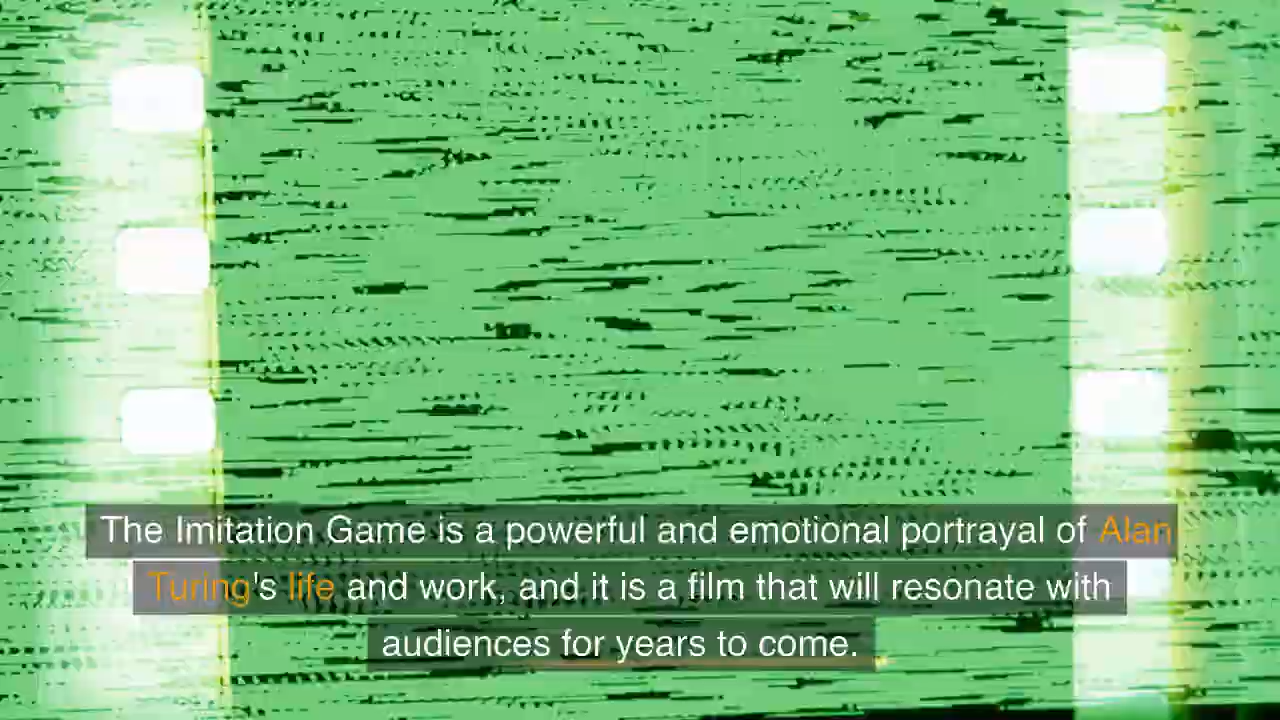 The Imitation Game is a powerful and emotional portrayal of Alan
Turing's life and work, and it is a film that will resonate with
audiences for years to come.